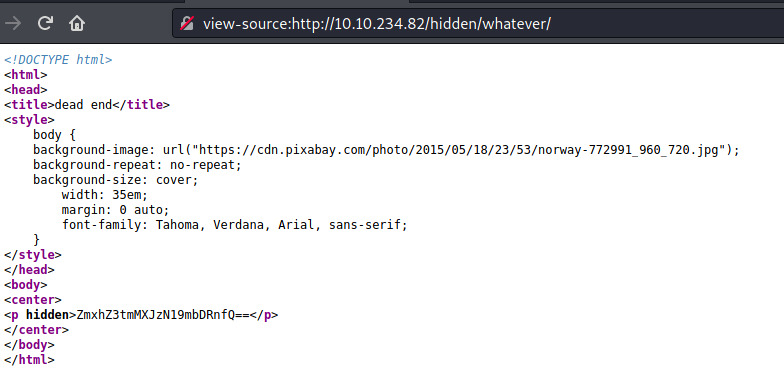 view-source:http://10.10.234.82/hidden/whatever/
<!DOCTYPE html>
<html>
<head>
<title>dead end</title>
<style>
    body {
    background-image: url("https://cdn.pixabay.com/photo/2015/05/18/23/53/norway-772991_960_720.jpg");
    background-repeat: no-repeat;
    background-size: cover;
        width: 35em;
        margin: 0 auto;
        font-family: Tahoma, Verdana, Arial, sans-serif;
    }
</style>
</head>
<body>
<center>
<p hidden>ZmxhZ3tmMXJzN19mbDRnfQ==</p>
</center>
</body>
</html>